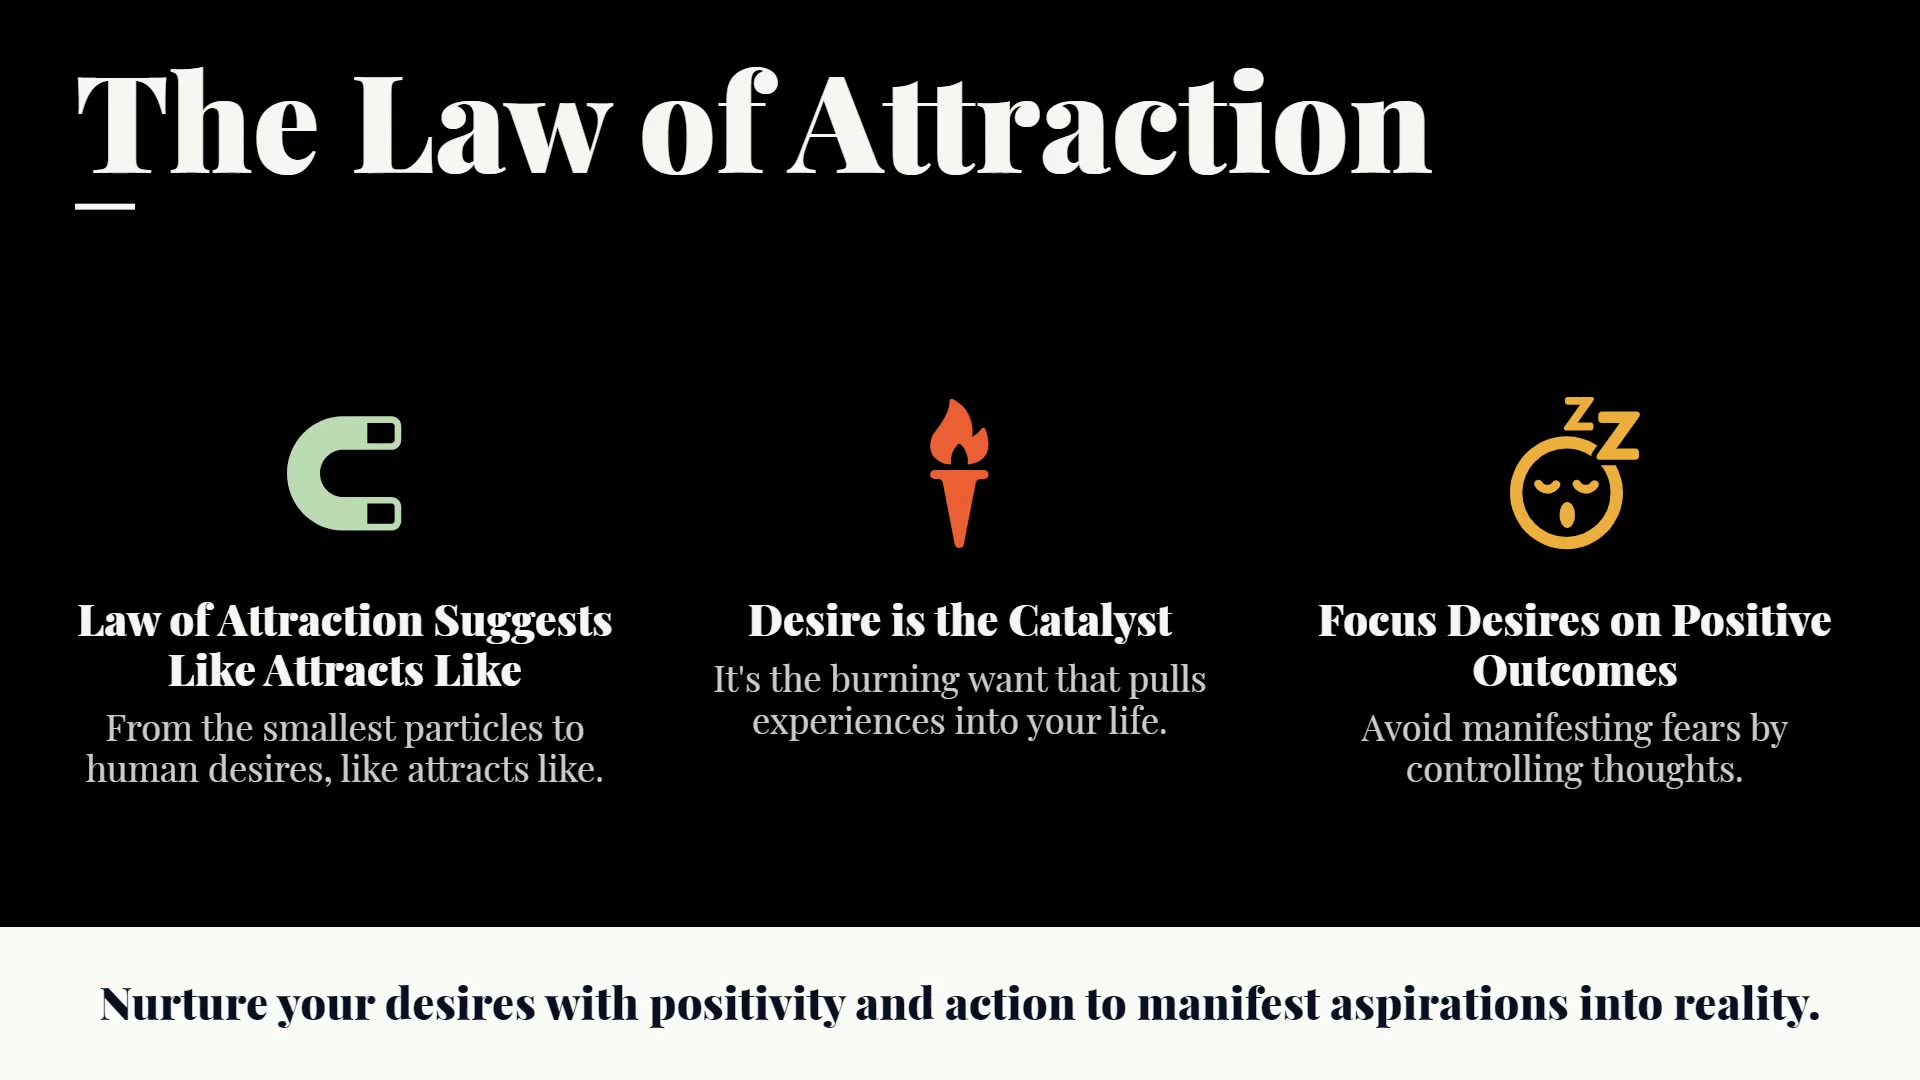 The Law of Attraction
Law of Attraction Suggests
Like Attracts Like
From the smallest particles to
human desires, like attracts like.
Desire is the Catalyst
It's the burning want that pulls
experiences into your life.
zZ
Focus Desires on Positive
Outcomes
Avoid manifesting fears by
controlling thoughts.
Nurture your desires with positivity and action to manifest aspirations into reality.